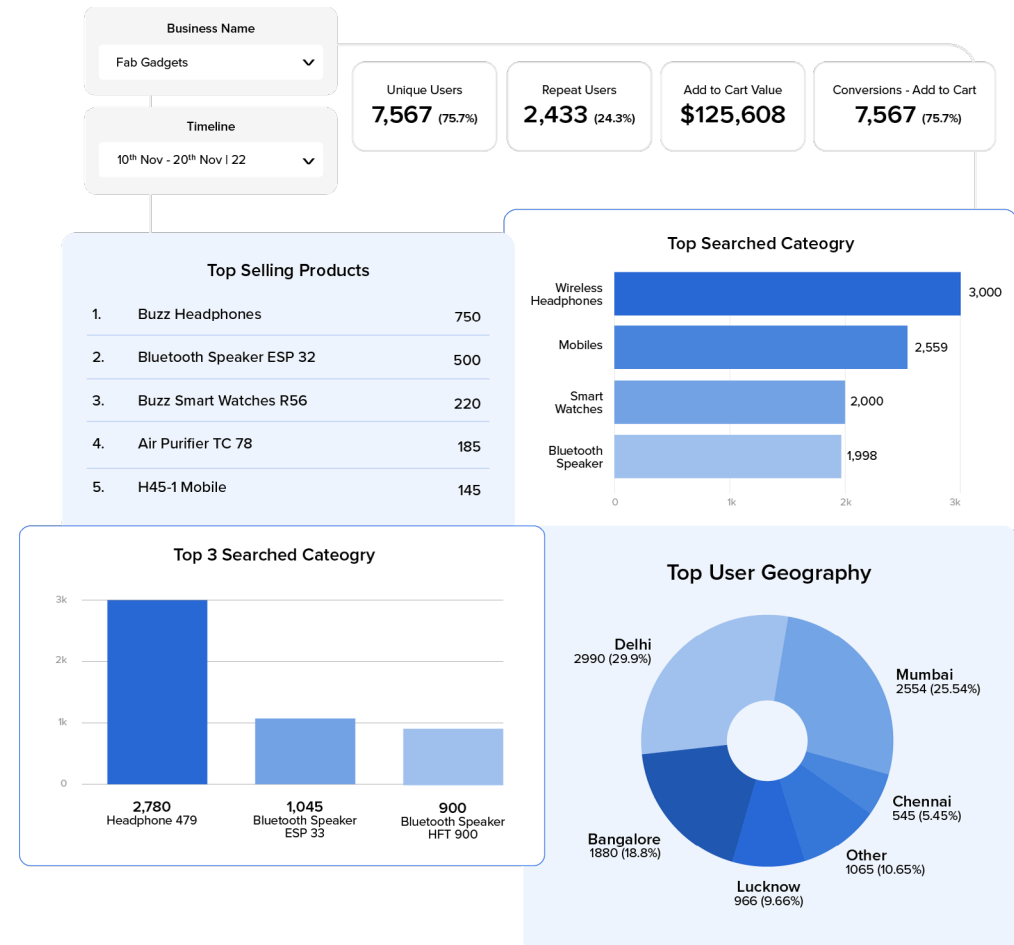 Business Name
Fab Gadgets
Timeline
10th Nov - 20th Nov | 22
Unique Users
7,567 (75.7%)
Repeat Users
2,433 (24.3%)
Add to Cart Value
$125,608
Conversions - Add to Cart
7,567 (75.7%)
Top Selling Products
1. Buzz Headphones 750
2. Bluetooth Speaker ESP 32 500
3. Buzz Smart Watches R56 220
4. Air Purifier TC 78 185
5. H45-1 Mobile 145
Top Searched Cateogry
Wireless
Headphones
3,000
Mobiles
2,559
Smart
Watches
2,000
Bluetooth
Speaker
1,998
0 1k 2k 3k
Top 3 Searched Cateogry
3k
2k
1k
0
2,780
Headphone 479
1,045
Bluetooth Speaker
ESP 33
900
Bluetooth Speaker
HFT 900
Top User Geography
Delhi
2990 (29.9%)
Mumbai
2554 (25.54%)
Chennai
545 (5.45%)
Other
1065 (10.65%)
Lucknow
966 (9.66%)
Bangalore
1880 (18.8%)